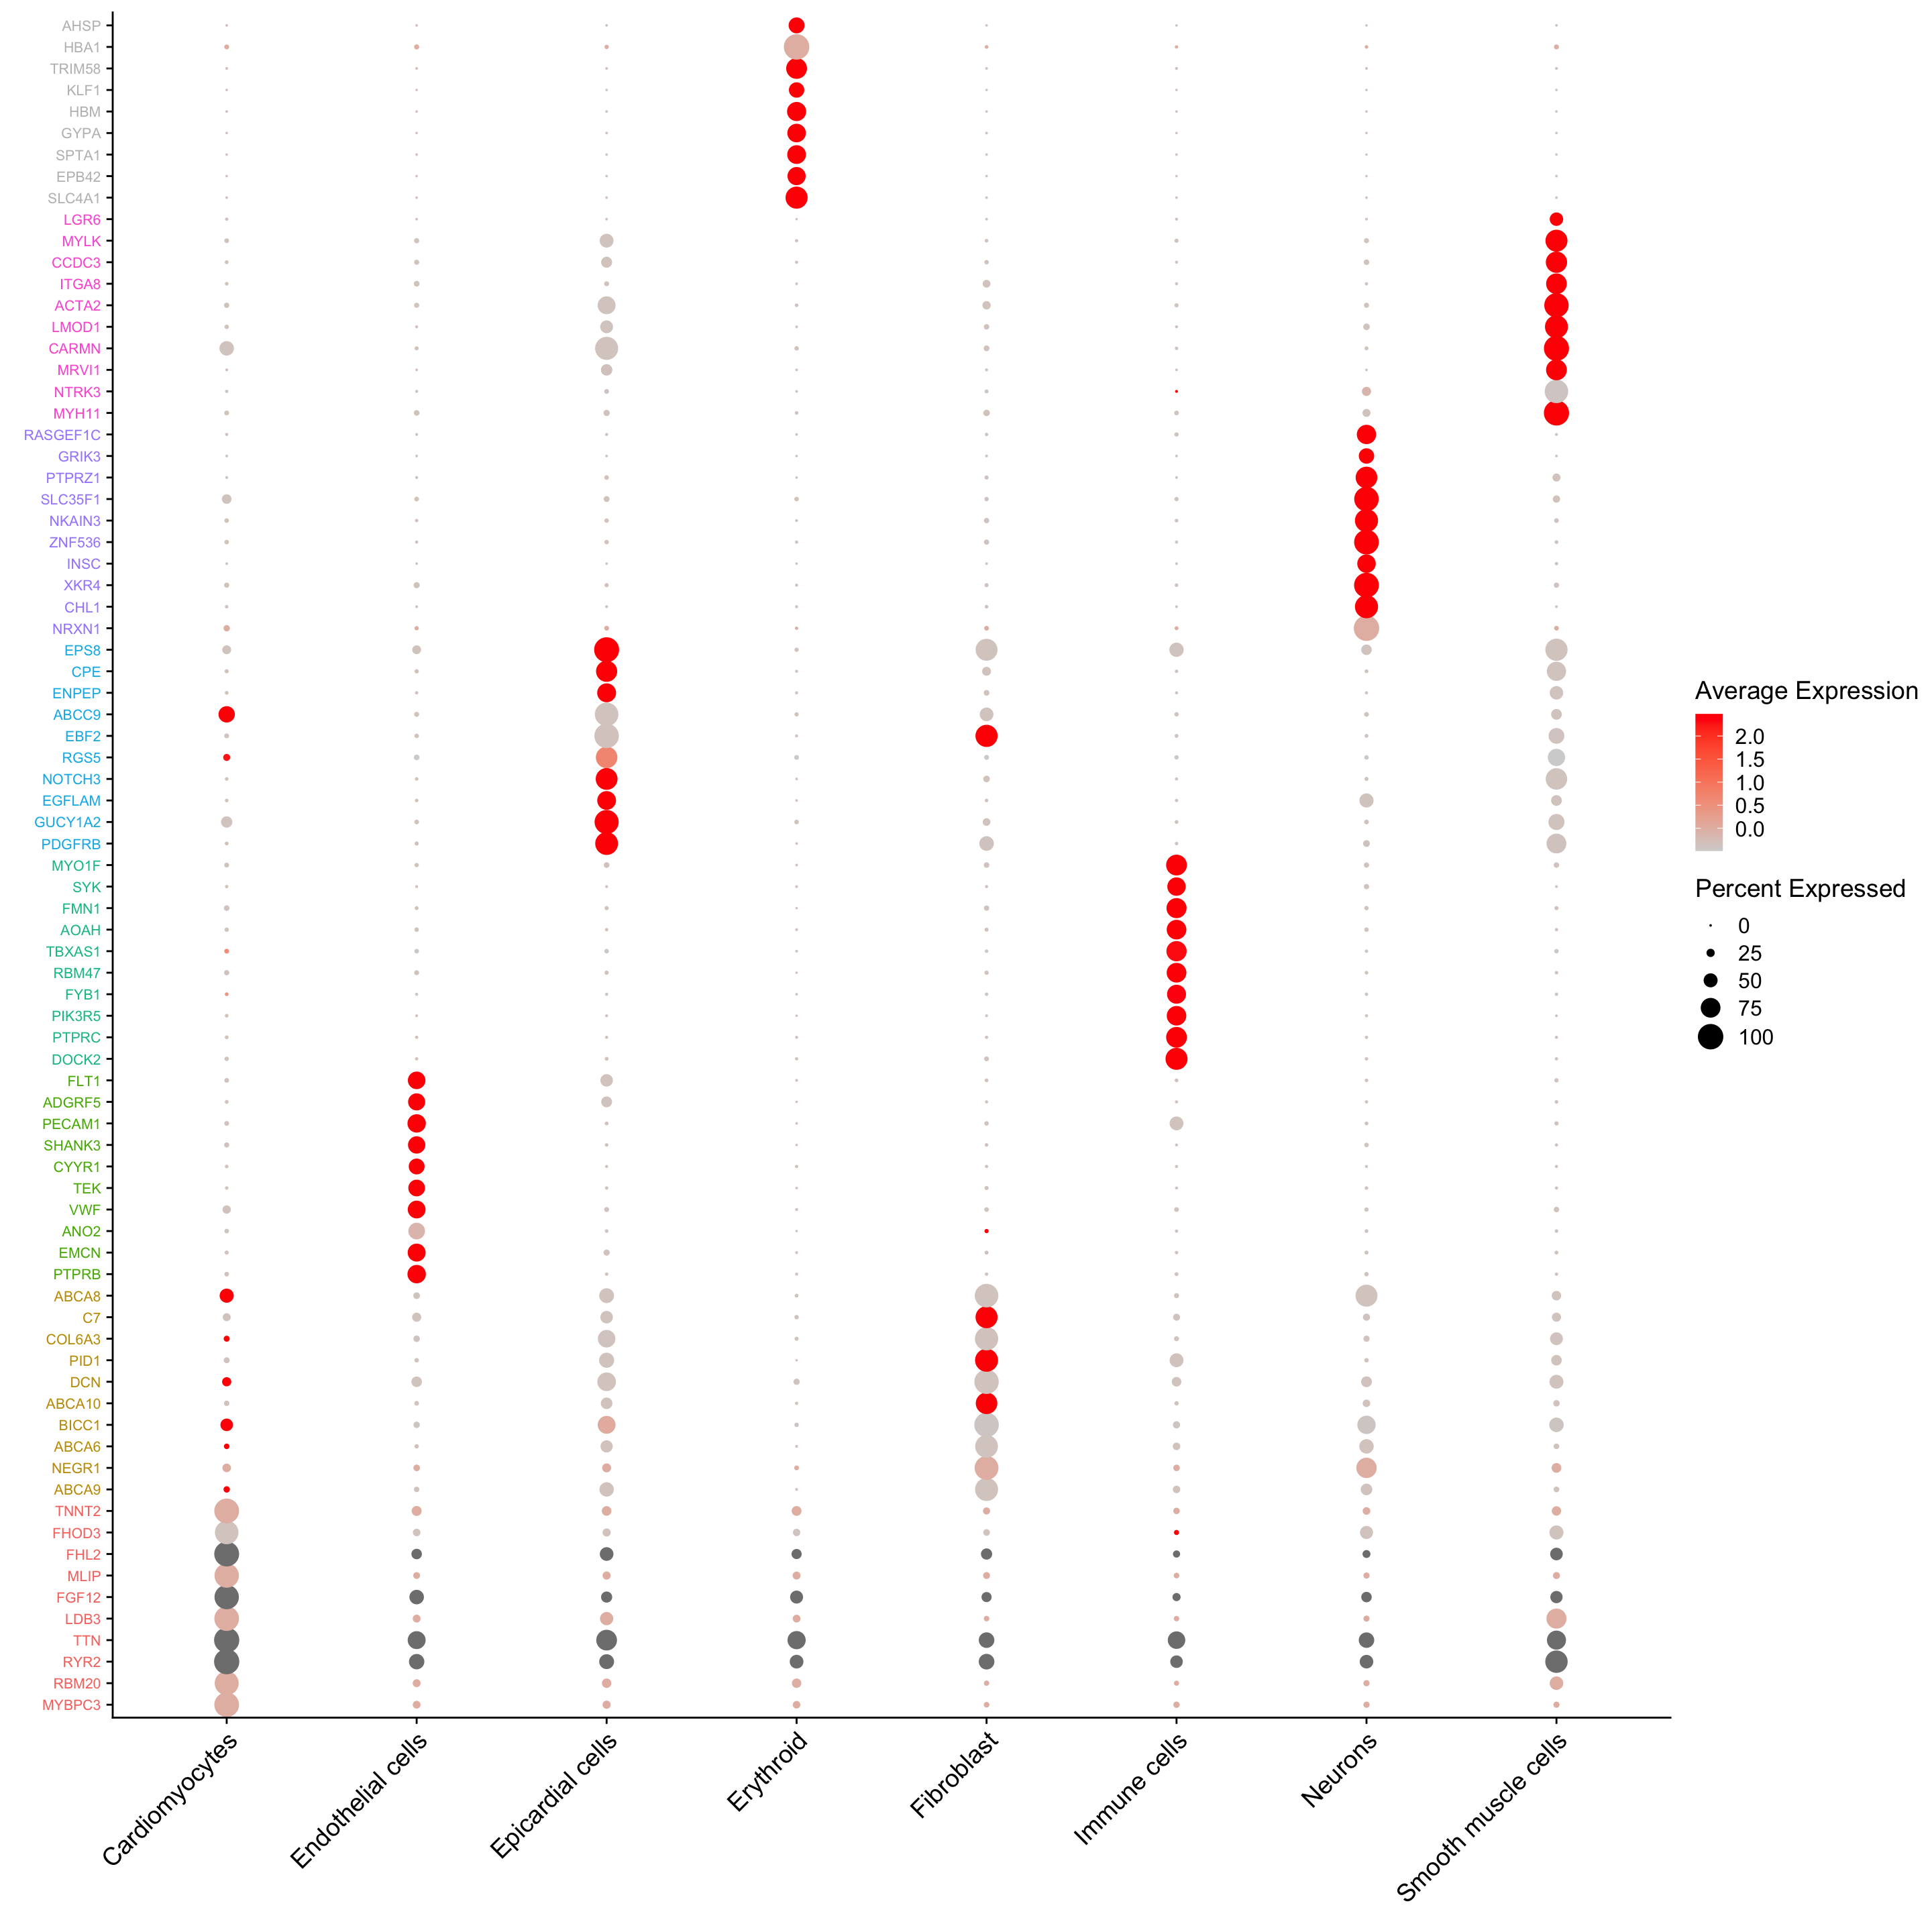 AHSP
HBA1
TRIM58
KLF1
HBM
GYPA
SPTA1
EPB42
SLC4A1
LGR6
MYLK
CCDC3
ITGA8
ACTA2
LMOD1
CARMN
MRVI1
NTRK3
MYH11
RASGEF1C
GRIK3
PTPRZ1
SLC35F1
NKAIN3
ZNF536
INSC
XKR4
CHL1
NRXN1
EPS8
CPE
ENPEP
ABCC9
EBF2
RGS5
NOTCH3
EGFLAM
GUCY1A2
PDGFRB
MYO1F
SYK
FMN1
AOAH
TBXAS1
RBM47
FYB1
PIK3R5
PTPRC
DOCK2
FLT1
ADGRF5
PECAM1
SHANK3
CYYR1
TEK
VWF
ANO2
EMCN
PTPRB
ABCA8
C7
COL6A3
PID1
DCN
ABCA10
BICC1
ABCA6
NEGR1
ABCA9
TNNT2
FHOD3
FHL2
MLIP
FGF12
LDB3
TTN
RYR2
RBM20
MYBPC3
Cardiomyocytes
Endothelial cells
Epicardial cells
Erythroid
Fibroblast
Immune cells
Neurons
Smooth muscle cells
Average Expression
2.0
1.5
1.0
0.5
0.0
Percent Expressed
0
25
50
75
100